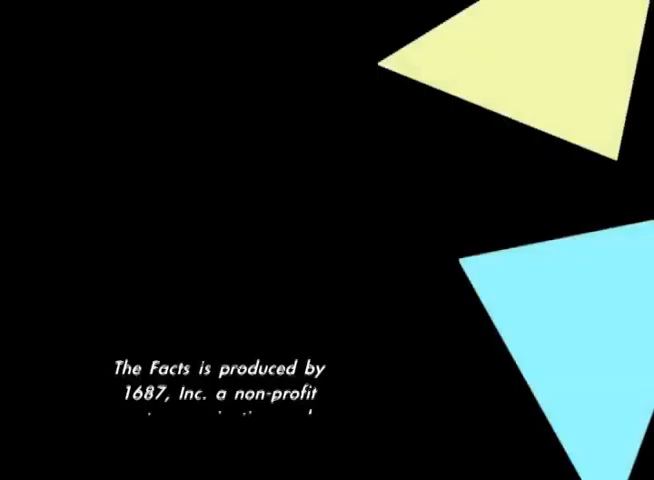 The Facts is produced by
1687, Inc. a non-profit